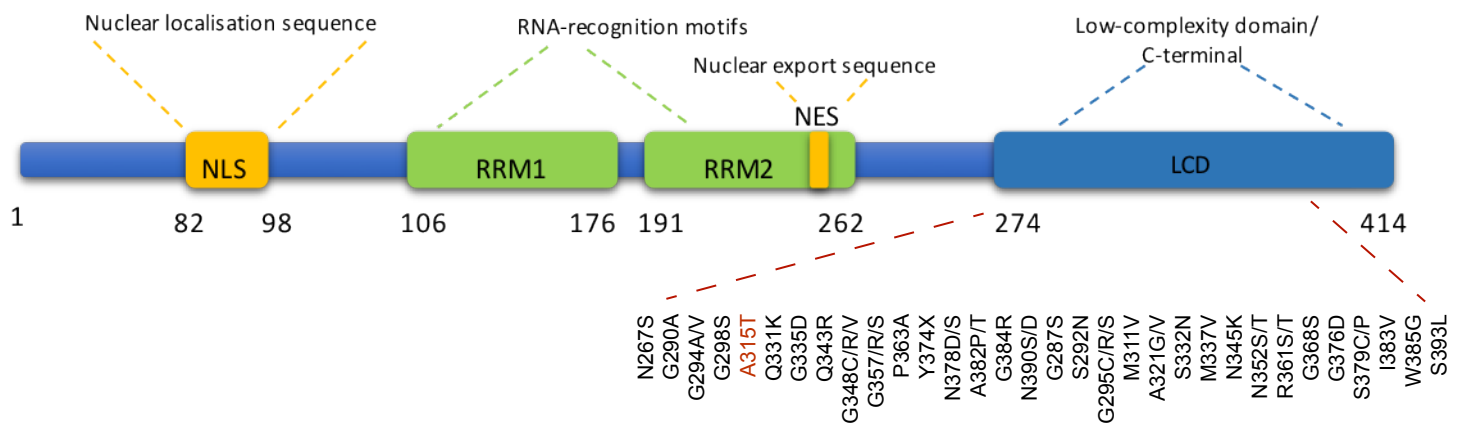 Nuclear localisation sequence
RNA-recognition motifs
Low-complexity domain/
C-terminal
Nuclear export sequence
NES
NLS
RRM1
RRM2
LCD
1
82
98
106
176
191
262
274
414
N267S
G290A
G294A/V
G298S
A315T
Q331K
G335D
Q343R
G348C/R/V
G357/R/S
P363A
Y374X
N378D/S
A382P/T
G384R
N390S/D
G287S
S292N
G295C/R/S
M311V
A321G/V
S332N
M337V
N345K
N352S/T
R361S/T
G368S
G376D
S379C/P
I383V
W385G
S393L